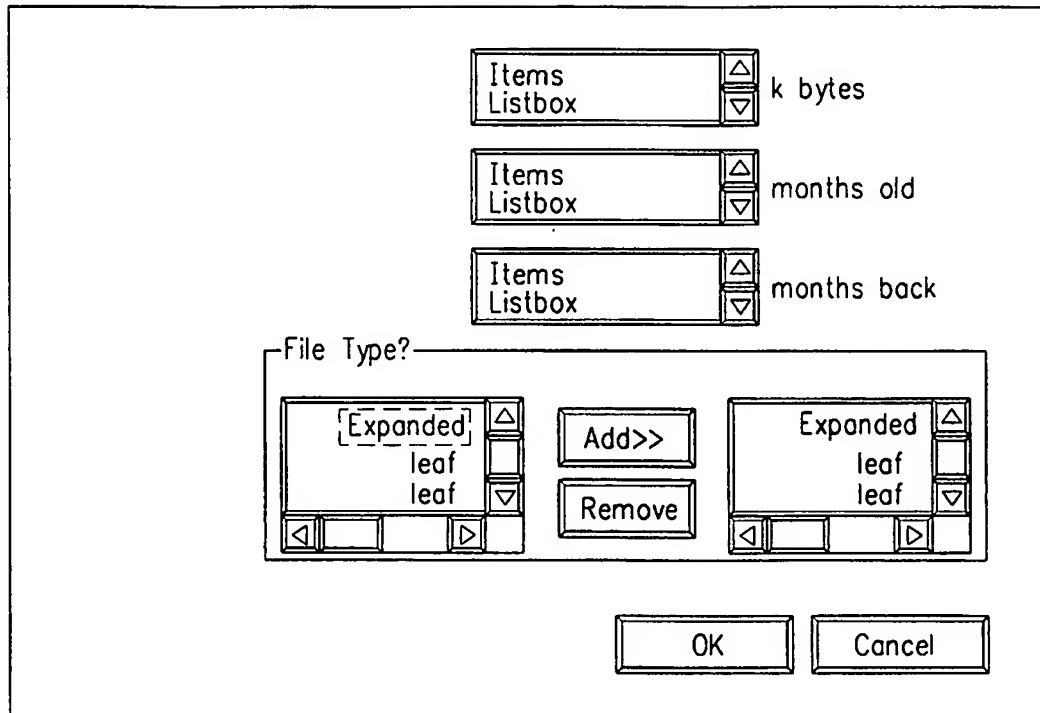 Items
Listbox
k bytes
Items
Listbox
months old
Items
Listbox
months back
File Type?
Expanded
leaf
leaf
Add>>
Remove
Expanded
leaf
leaf
OK
Cancel